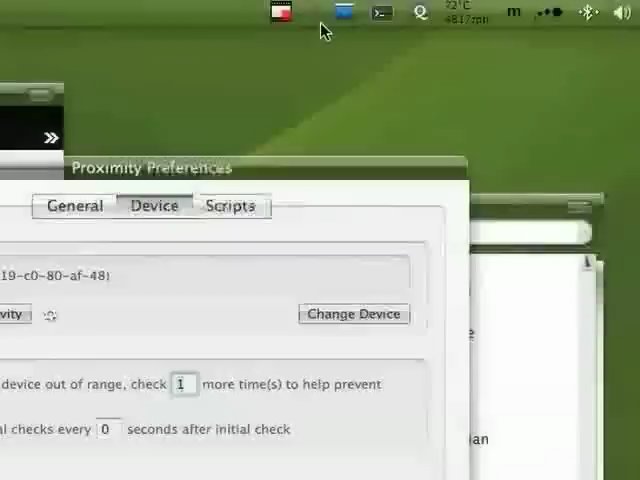 72°C
4817rpm
m
Proximity Preferences
General Device Scripts
19-c0-80-af-48)
vity Change Device
device out of range, check 1 more time(s) to help prevent
al checks every 0 seconds after initial check